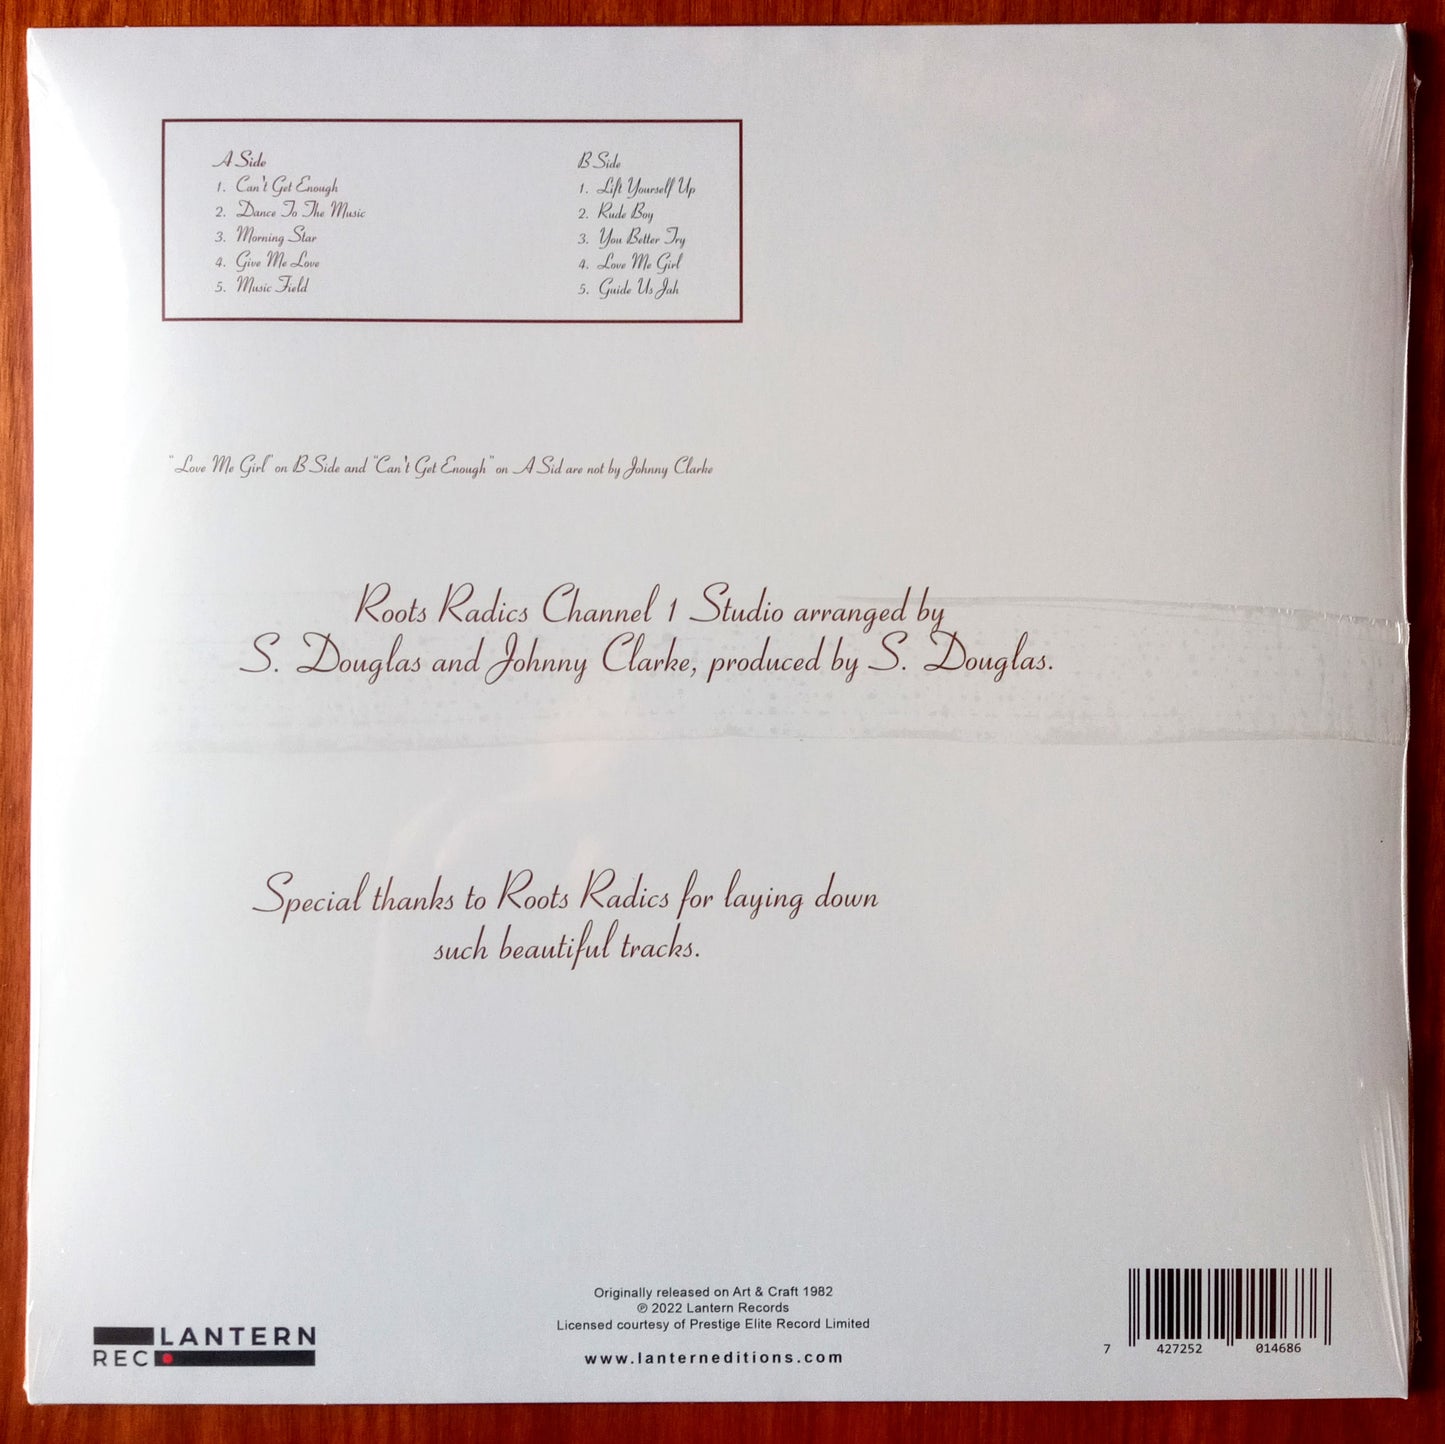 A Side
1. Can't Get Enough
2. Dance To The Music
3. Morning Star
4. Give Me Love
5. Music Field
B Side
1. Lift Yourself Up
2. Rude Boy
3. You Better Try
4. Love Me Girl
5. Guide Us Jah
"Love Me Girl" on B Side and "Can't Get Enough" on A Sid are not by Johnny Clarke
Roots Radics Channel 1 Studio arranged by
S. Douglas and Johnny Clarke, produced by S. Douglas.
Special thanks to Roots Radics for laying down
such beautiful tracks.
LANTERN
REC
Originally released on Art & Craft 1982
℗ 2022 Lantern Records
Licensed courtesy of Prestige Elite Record Limited
www.lanterneditions.com
7 427252 014686